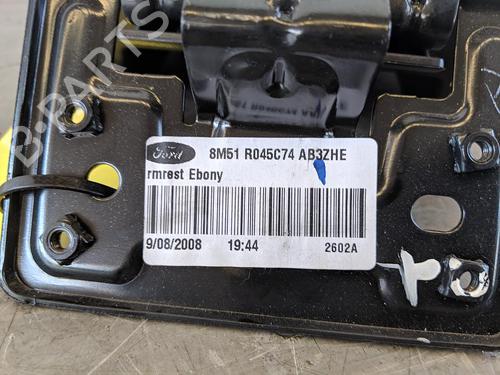 B-PARTS
Ford
8M51 R045C74 AB3ZHE
rmrest Ebony
9/08/2008 19:44 2602A